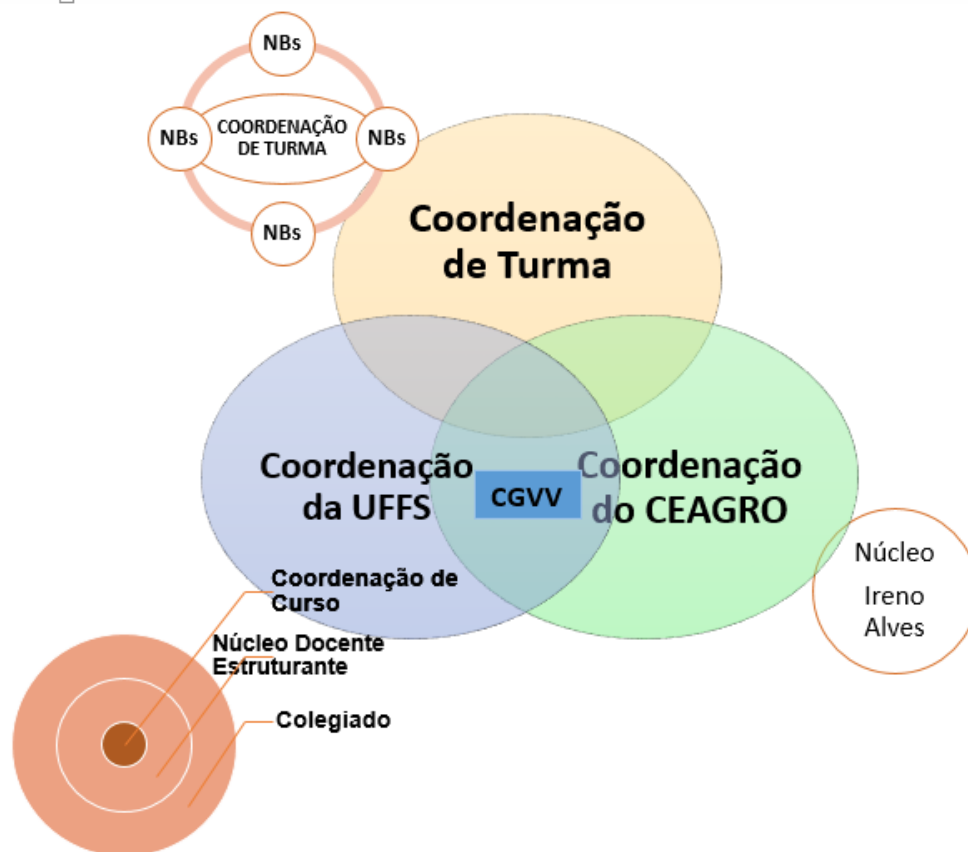 NBs
NBs
COORDENAÇÃO
DE TURMA
NBs
NBs
Coordenação
de Turma
Coordenação
da UFFS
CGVV
Coordenação
do CEAGRO
Núcleo
Ireno
Alves
Coordenação de
Curso
Núcleo Docente
Estruturante
Colegiado